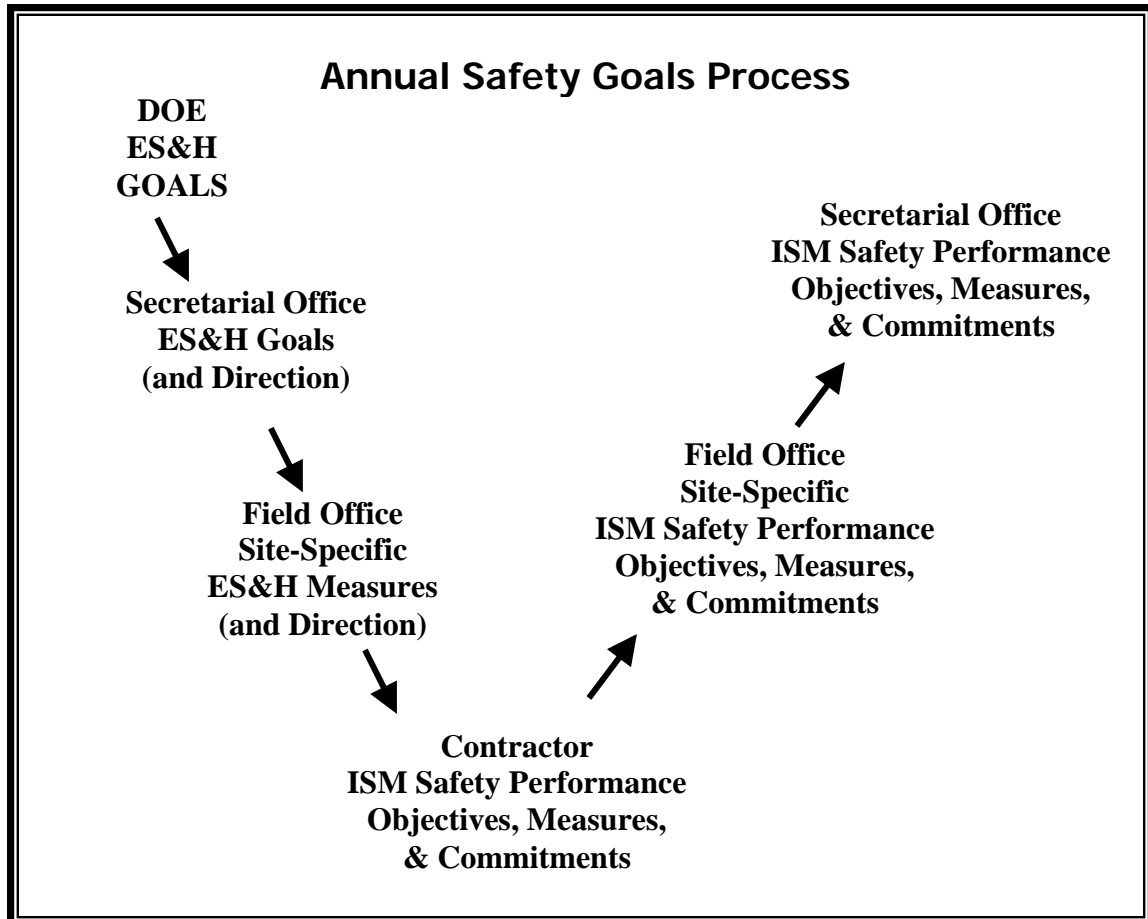 Annual Safety Goals Process
DOE
ES&H
GOALS
Secretarial Office
ES&H Goals
(and Direction)
Field Office
Site-Specific
ES&H Measures
(and Direction)
Contractor
ISM Safety Performance
Objectives, Measures,
& Commitments
Field Office
Site-Specific
ISM Safety Performance
Objectives, Measures,
& Commitments
Secretarial Office
ISM Safety Performance
Objectives, Measures,
& Commitments